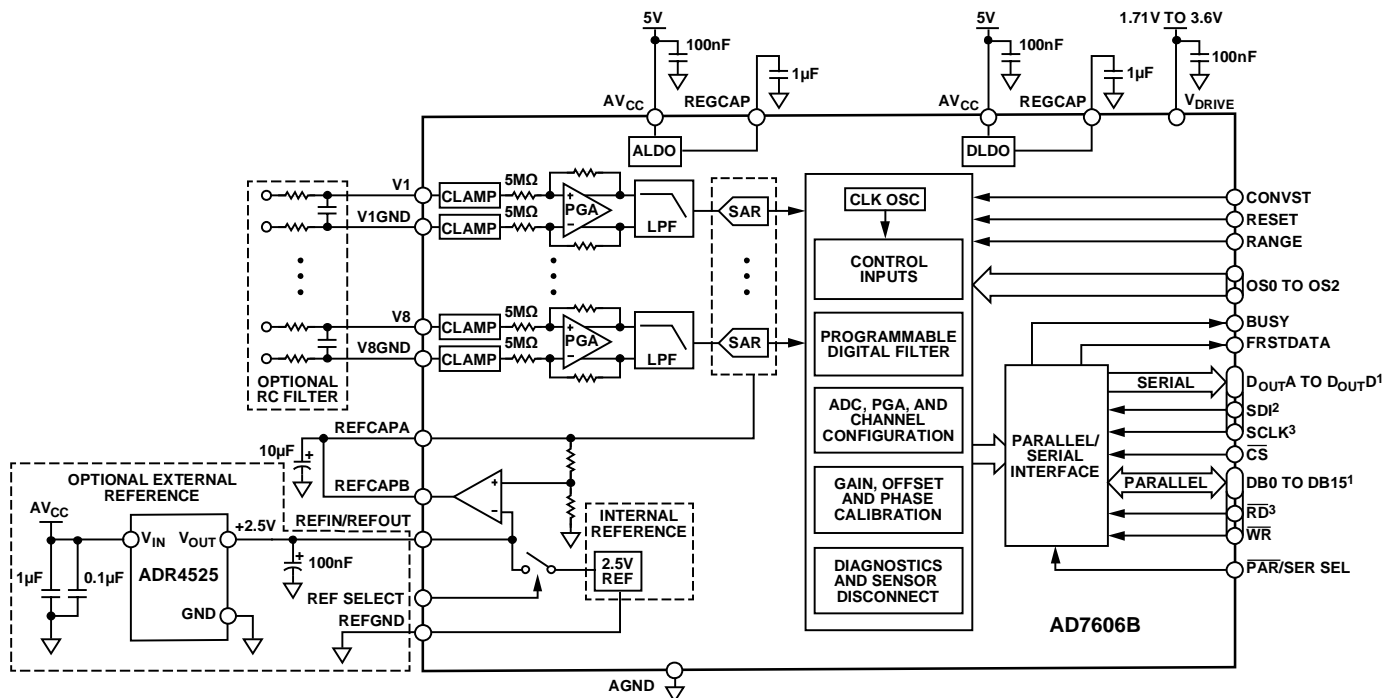 5V
100nF
1µF
AVCC
REGCAP
ALDO
5V
100nF
1µF
AVCC
REGCAP
DLDO
1.71V TO 3.6V
100nF
VDRIVE
V1
V1GND
V8
V8GND
OPTIONAL
RC FILTER
CLAMP
CLAMP
5MΩ
5MΩ
+
−
PGA
LPF
SAR
CLAMP
CLAMP
5MΩ
5MΩ
+
−
PGA
LPF
SAR
CLK OSC
CONTROL
INPUTS
PROGRAMMABLE
DIGITAL FILTER
ADC, PGA, AND
CHANNEL
CONFIGURATION
GAIN, OFFSET
AND PHASE
CALIBRATION
DIAGNOSTICS
AND SENSOR
DISCONNECT
PARALLEL/
SERIAL
INTERFACE
SERIAL
PARALLEL
CONVST
RESET
RANGE
OS0 TO OS2
BUSY
FRSTDATA
DOUTA TO DOUTD1
SDI2
SCLK3
CS
DB0 TO DB151
RD3
WR
PAR/SER SEL
AD7606B
REFCAPA
10µF
+
REFCAPB
+
−
REFIN/REFOUT
INTERNAL
REFERENCE
2.5V
REF
REF SELECT
REFGND
OPTIONAL EXTERNAL
REFERENCE
AVCC
VIN
VOUT
+2.5V
ADR4525
GND
1µF
0.1µF
+
100nF
AGND